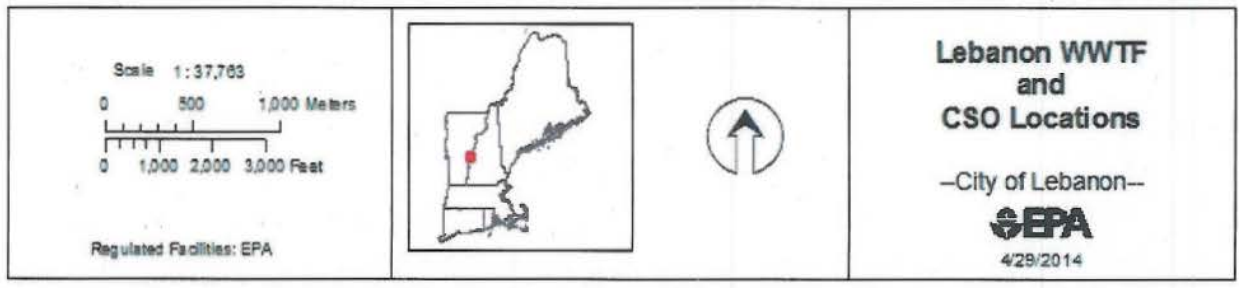 Scale 1:37,763
0 500 1,000 Meters
0 1,000 2,000 3,000 Feet
Regulated Facilities: EPA
Lebanon WWTF
and
CSO Locations
--City of Lebanon--
EPA
4/29/2014